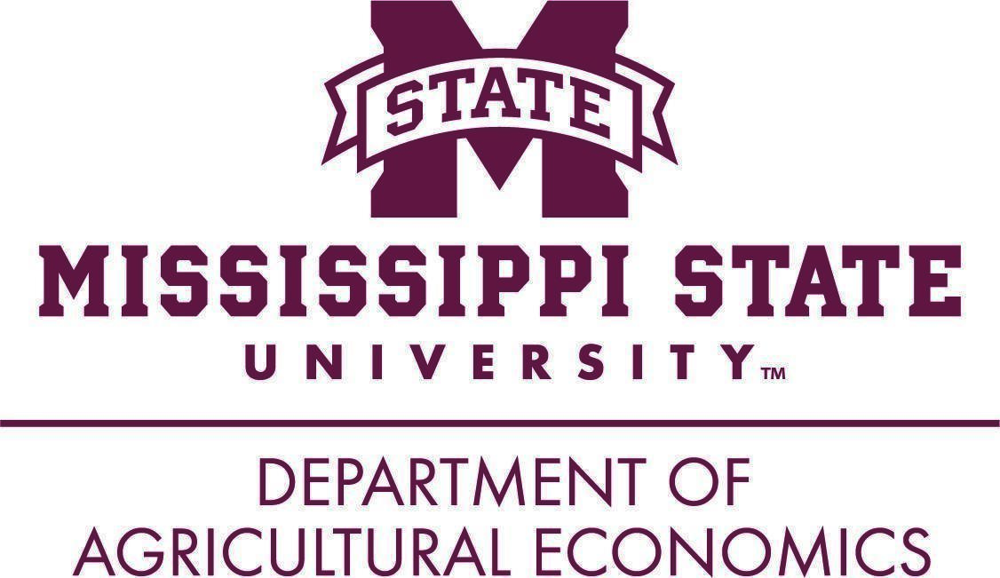 STATE
MISSISSIPPI STATE
UNIVERSITY™
DEPARTMENT OF
AGRICULTURAL ECONOMICS